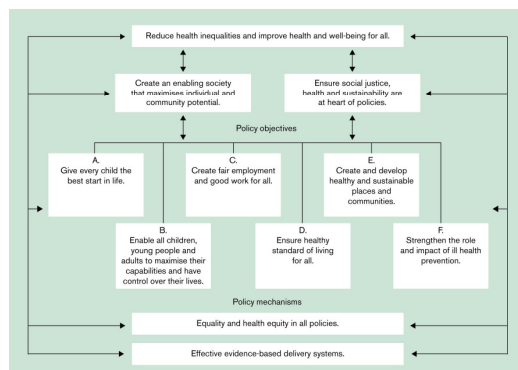 Reduce health inequalities and improve health and well-being for all.
Create an enabling society
that maximises individual and
community potential.
Ensure social justice,
health and sustainability are
at heart of policies.
Policy objectives
A.
Give every child the
best start in life.
C.
Create fair employment
and good work for all.
E.
Create and develop
healthy and sustainable
places and
communities.
B.
Enable all children,
young people and
adults to maximise their
capabilities and have
control over their lives.
D.
Ensure healthy
standard of living
for all.
F.
Strengthen the role
and impact of ill health
prevention.
Policy mechanisms
Equality and health equity in all policies.
Effective evidence-based delivery systems.